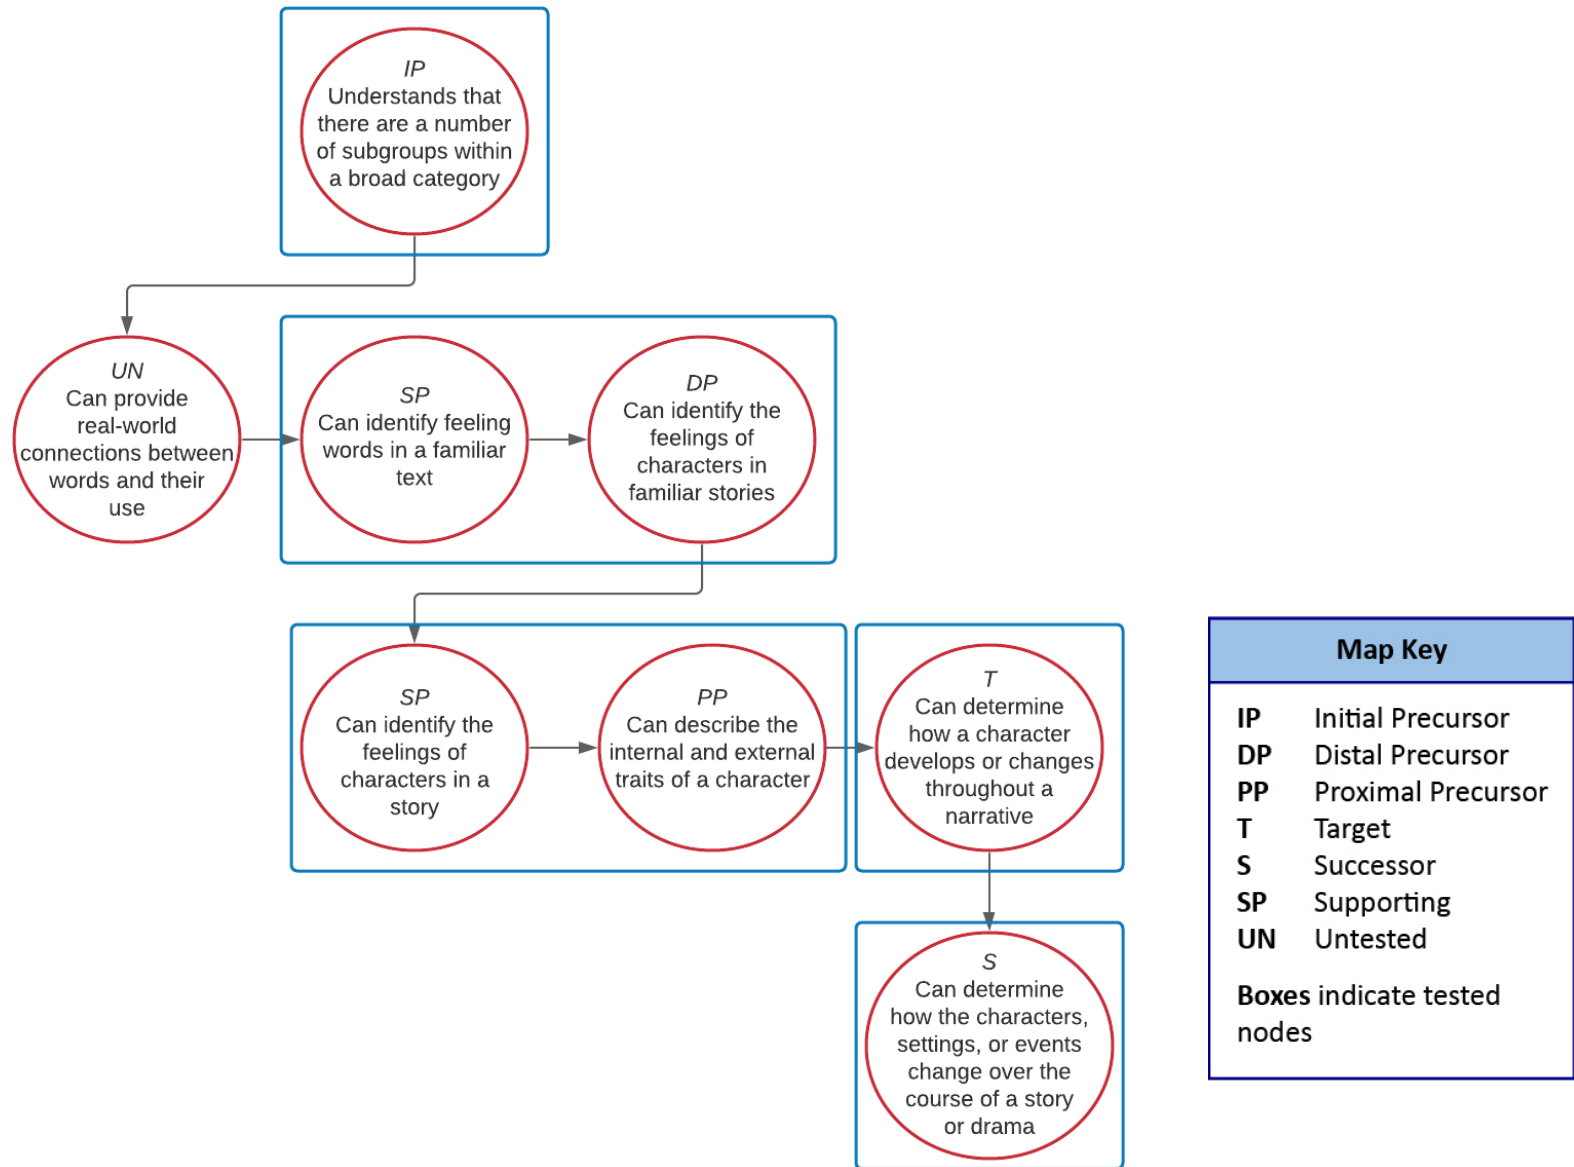 IP
Understands that
there are a number
of subgroups within
a broad category
UN
Can provide
real-world
connections between
words and their
use
SP
Can identify feeling
words in a familiar
text
DP
Can identify the
feelings of
characters in
familiar stories
SP
Can identify the
feelings of
characters in a
story
PP
Can describe the
internal and external
traits of a character
T
Can determine
how a character
develops or changes
throughout a
narrative
S
Can determine
how the characters,
settings, or events
change over the
course of a story
or drama
Map Key
IP Initial Precursor
DP Distal Precursor
PP Proximal Precursor
T Target
S Successor
SP Supporting
UN Untested
Boxes indicate tested
nodes